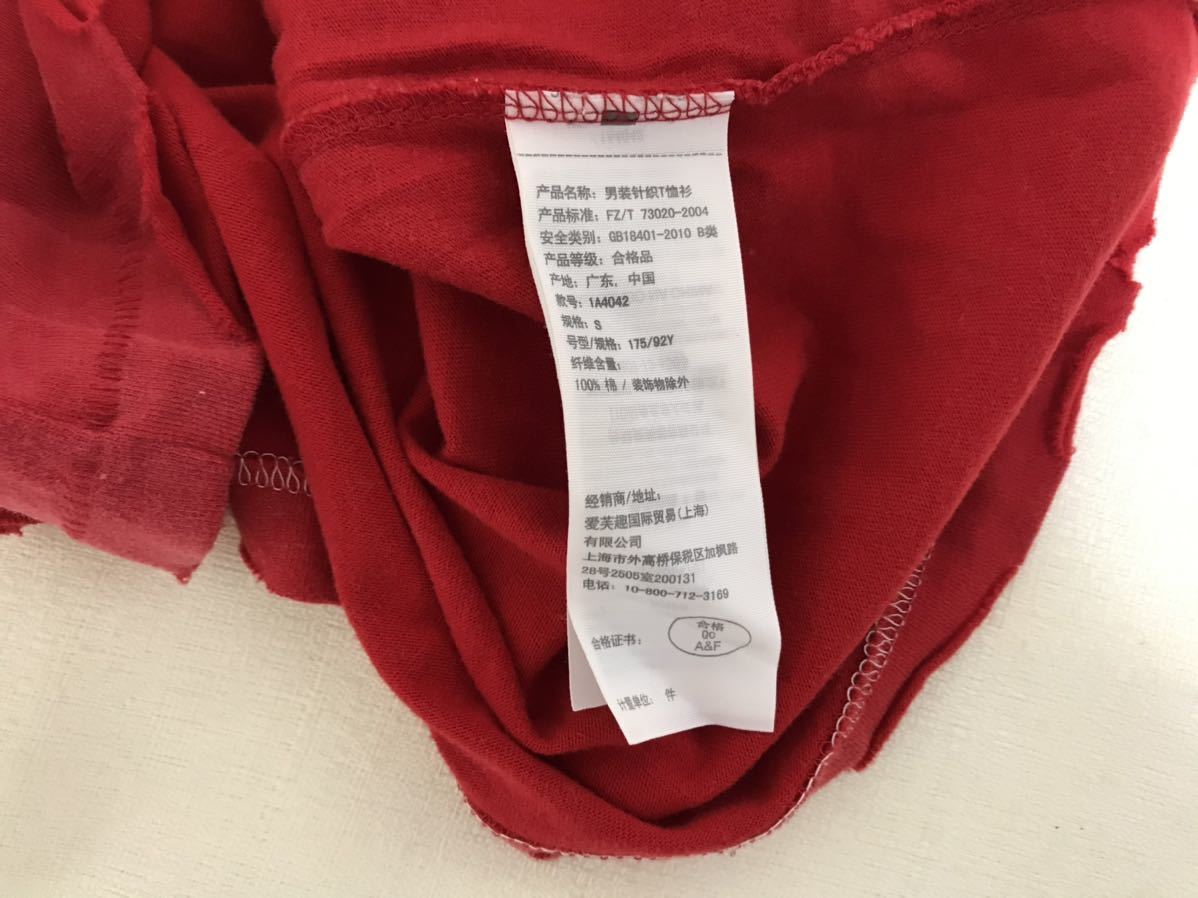 产品名称：男装针织T恤衫
产品标准：FZ/T 73020-2004
安全类别：GB18401-2010 B类
产品等级：合格品
产地：广东，中国
款号：1A4042
规格：S
号型/规格：175/92Y
纤维含量：
100% 棉 / 装饰物除外
经销商/地址：
爱芙趣国际贸易(上海)
有限公司
上海市外高桥保税区加枫路
28号2505室200131
电话：10-800-712-3169
合格证书：
合格
QC
A&F
计量单位： 件